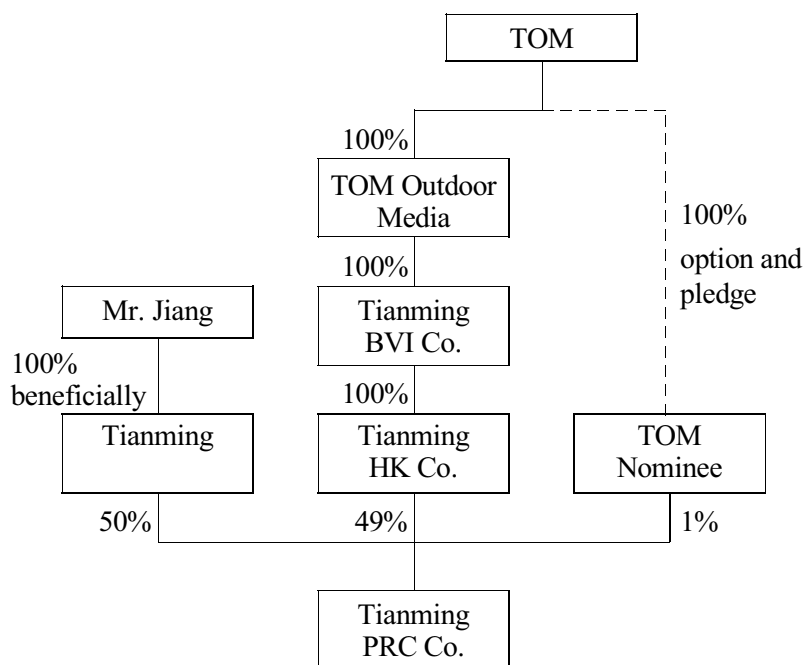 TOM
100%
TOM Outdoor
Media
100%
option and
pledge
100%
Mr. Jiang
Tianming
BVI Co.
100%
beneficially
100%
Tianming
Tianming
HK Co.
TOM
Nominee
50%
49%
1%
Tianming
PRC Co.